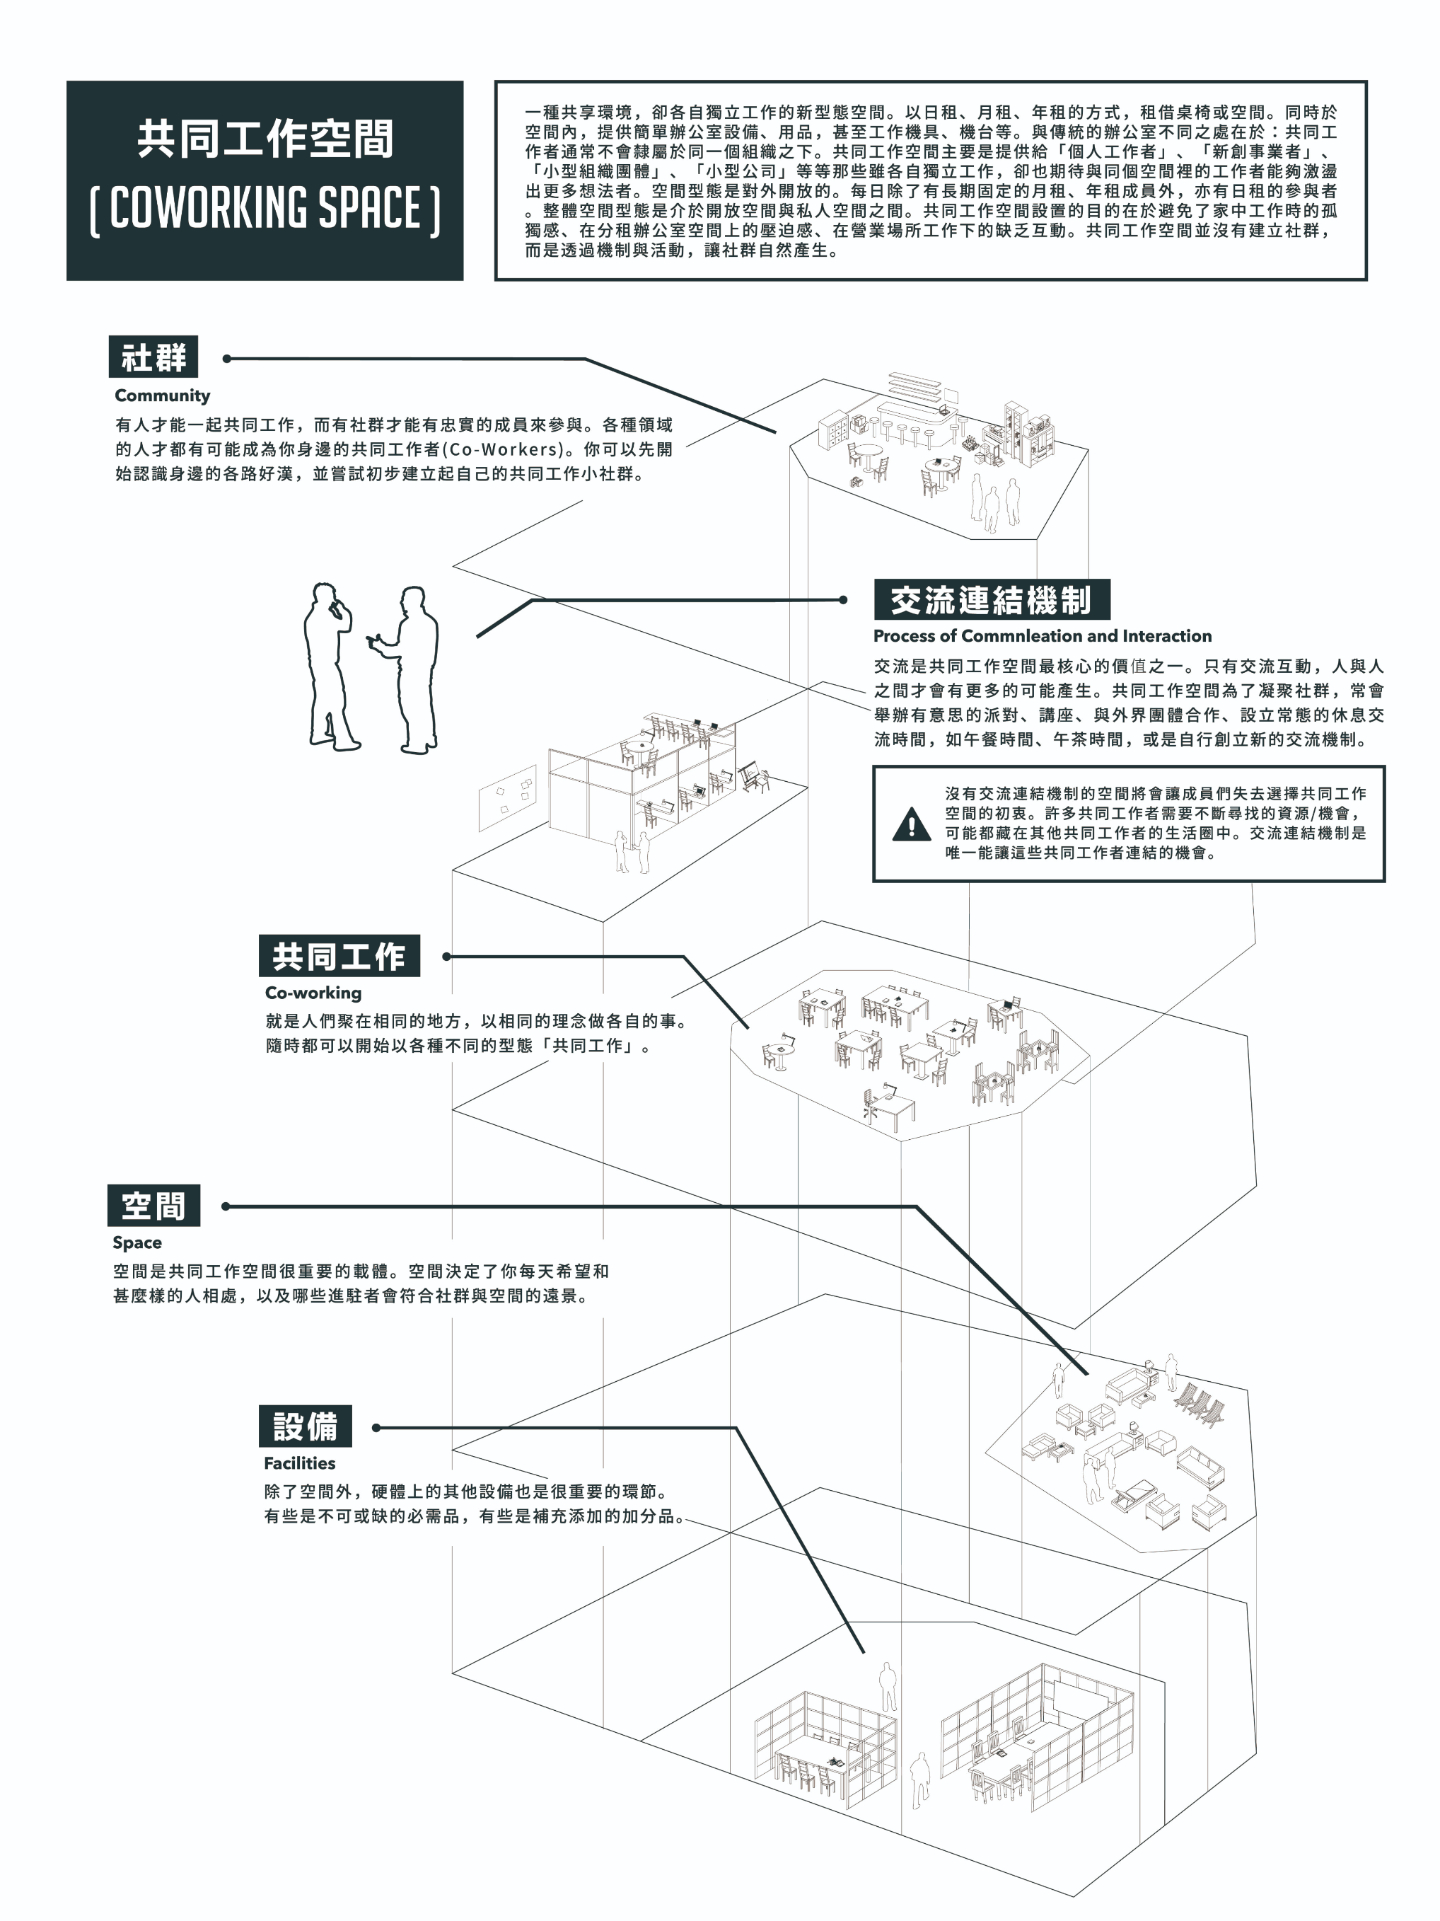 共同工作空間
[ COWORKING SPACE ]
一種共享環境，卻各自獨立工作的新型態空間。以日租、月租、年租的方式，租借桌椅或空間。同時於
空間內，提供簡單辦公室設備、用品，甚至工作機具、機台等。與傳統的辦公室不同之處在於：共同工
作者通常不會隸屬於同一個組織之下。共同工作空間主要是提供給「個人工作者」、「新創事業者」、
「小型組織團體」、「小型公司」等等那些雖各自獨立工作，卻也期待與同個空間裡的工作者能夠激盪
出更多想法者。空間型態是對外開放的。每日除了有長期固定的月租、年租成員外，亦有日租的參與者
。整體空間型態是介於開放空間與私人空間之間。共同工作空間設置的目的在於避免了家中工作時的孤
獨感、在分租辦公室空間上的壓迫感、在營業場所工作下的缺乏互動。共同工作空間並沒有建立社群，
而是透過機制與活動，讓社群自然產生。
社群
Community
有人才能一起共同工作，而有社群才能有忠實的成員來參與。各種領域
的人才都有可能成為你身邊的共同工作者(Co-Workers)。你可以先開
始認識身邊的各路好漢，並嘗試初步建立起自己的共同工作小社群。
交流連結機制
Process of Commnleation and Interaction
交流是共同工作空間最核心的價值之一。只有交流互動，人與人
之間才會有更多的可能產生。共同工作空間為了凝聚社群，常會
舉辦有意思的派對、講座、與外界團體合作、設立常態的休息交
流時間，如午餐時間、午茶時間，或是自行創立新的交流機制。
沒有交流連結機制的空間將會讓成員們失去選擇共同工作
空間的初衷。許多共同工作者需要不斷尋找的資源/機會，
可能都藏在其他共同工作者的生活圈中。交流連結機制是
唯一能讓這些共同工作者連結的機會。
共同工作
Co-working
就是人們聚在相同的地方，以相同的理念做各自的事。
隨時都可以開始以各種不同的型態「共同工作」。
空間
Space
空間是共同工作空間很重要的載體。空間決定了你每天希望和
甚麼樣的人相處，以及哪些進駐者會符合社群與空間的遠景。
設備
Facilities
除了空間外，硬體上的其他設備也是很重要的環節。
有些是不可或缺的必需品，有些是補充添加的加分品。